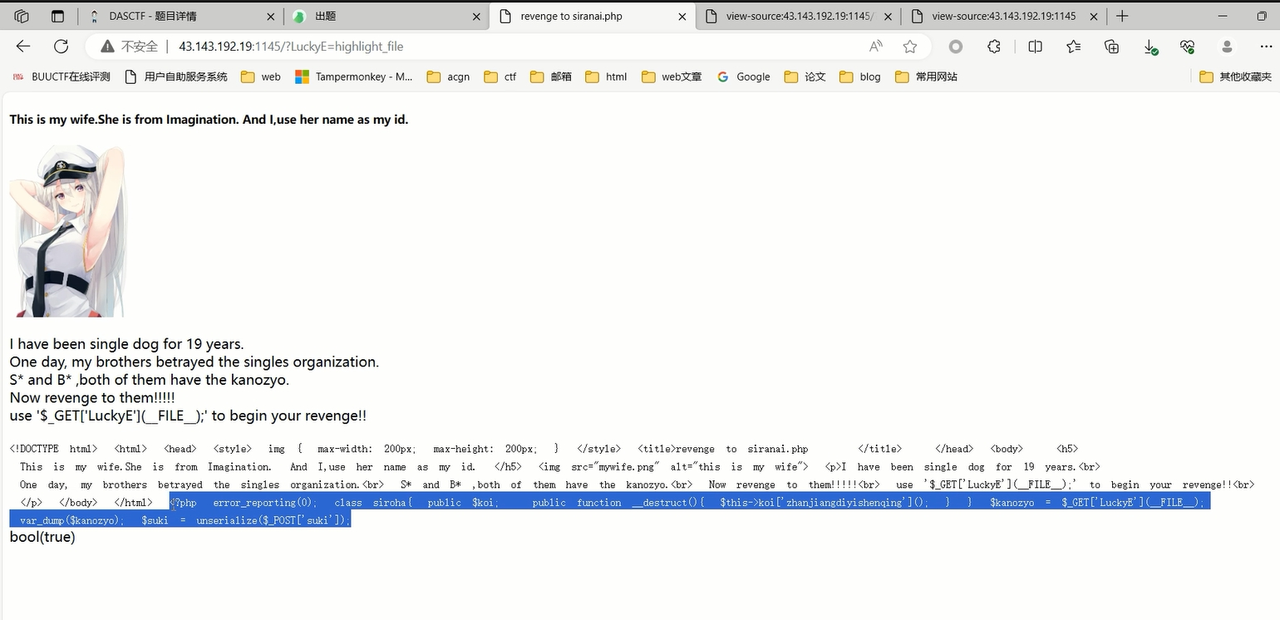 DASCTF - 题目详情
出题
revenge to siranai.php
view-source:43.143.192.19:1145/
view-source:43.143.192.19:1145
不安全
43.143.192.19:1145/?LuckyE=highlight_file
BUUCTF在线评测
用户自助服务系统
web
Tampermonkey - M...
acgn
ctf
邮箱
html
web文章
Google
论文
blog
常用网站
其他收藏夹
This is my wife.She is from Imagination. And I,use her name as my id.
I have been single dog for 19 years.
One day, my brothers betrayed the singles organization.
S* and B* ,both of them have the kanozyo.
Now revenge to them!!!!!
use '$_GET['LuckyE'](__FILE__);' to begin your revenge!!
<!DOCTYPE html> <html> <head> <style> img { max-width: 200px; max-height: 200px; } </style> <title>revenge to siranai.php </title> </head> <body> <h5>
This is my wife.She is from Imagination. And I,use her name as my id. </h5> <img src="mywife.png" alt="this is my wife"> <p>I have been single dog for 19 years.<br>
One day, my brothers betrayed the singles organization.<br> S* and B* ,both of them have the kanozyo.<br> Now revenge to them!!!!!<br> use '$_GET['LuckyE'](__FILE__);' to begin your revenge!!<br>
</p> </body> </html> <?php error_reporting(0); class siroha{ public $koi; public function __destruct(){ $this->koi['zhanjiangdiyishenqing'](); } } $kanozyo = $_GET['LuckyE'](__FILE__);
var_dump($kanozyo); $suki = unserialize($_POST['suki']);
bool(true)